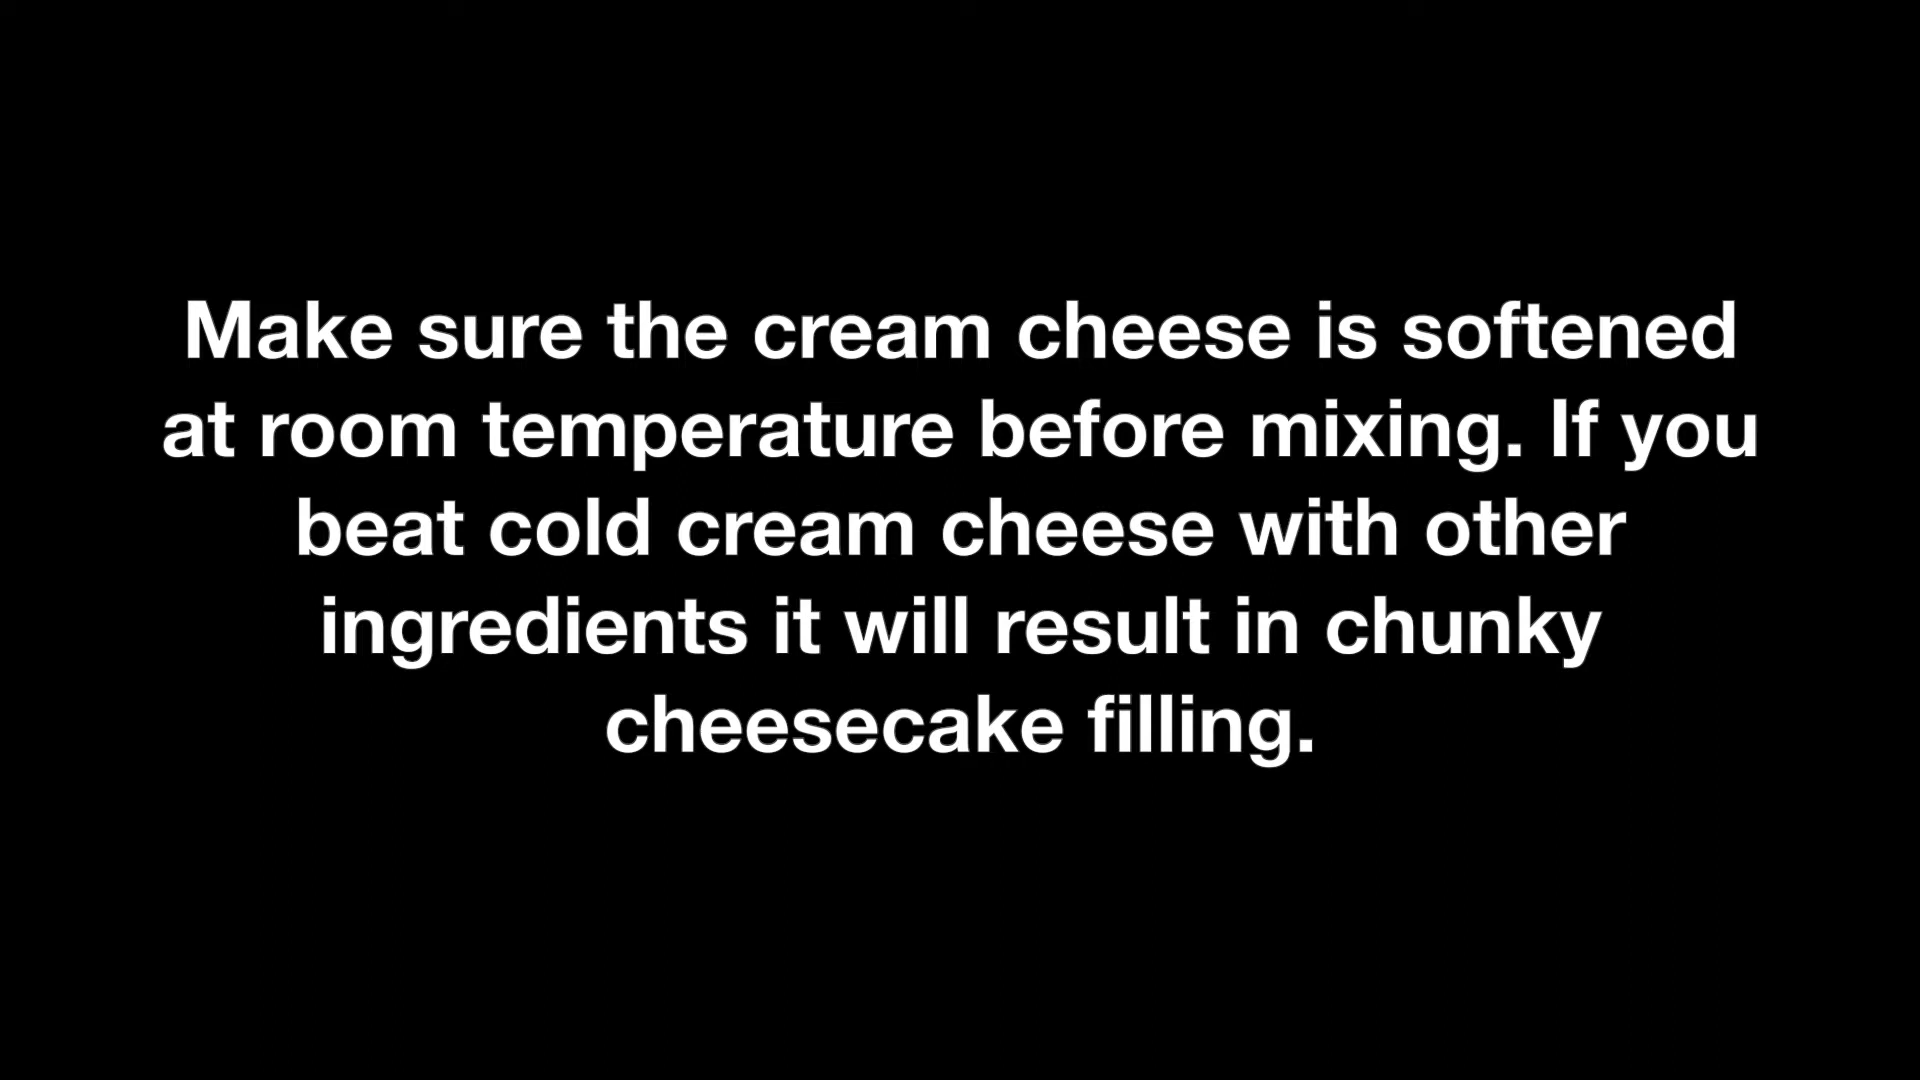 Make sure the cream cheese is softened
at room temperature before mixing. If you
beat cold cream cheese with other
ingredients it will result in chunky
cheesecake filling.